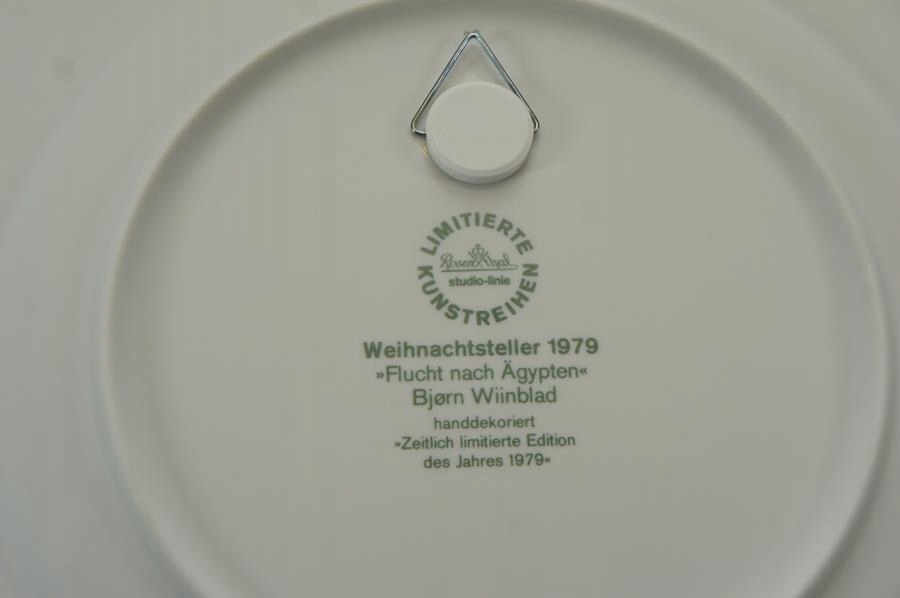 LIMITIERTE
Rosenthal
studio-linie
KUNSTREIHEN
Weihnachtsteller 1979
»Flucht nach Ägypten«
Bjørn Wiinblad
handdekoriert
»Zeitlich limitierte Edition
des Jahres 1979«